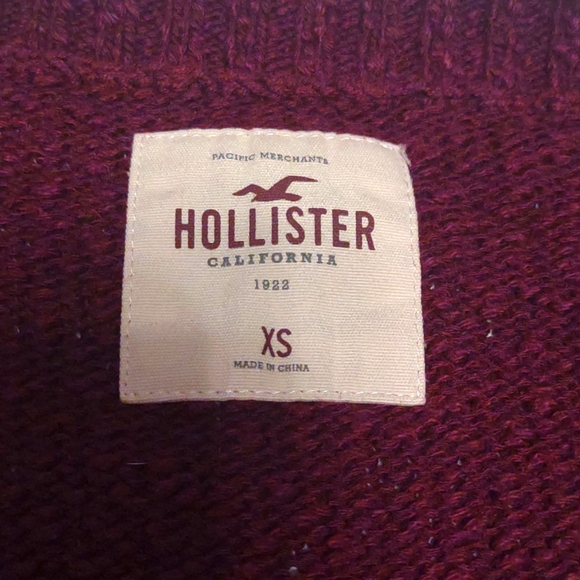 PACIFIC MERCHANTS
HOLLISTER
CALIFORNIA
1922
XS
MADE IN CHINA